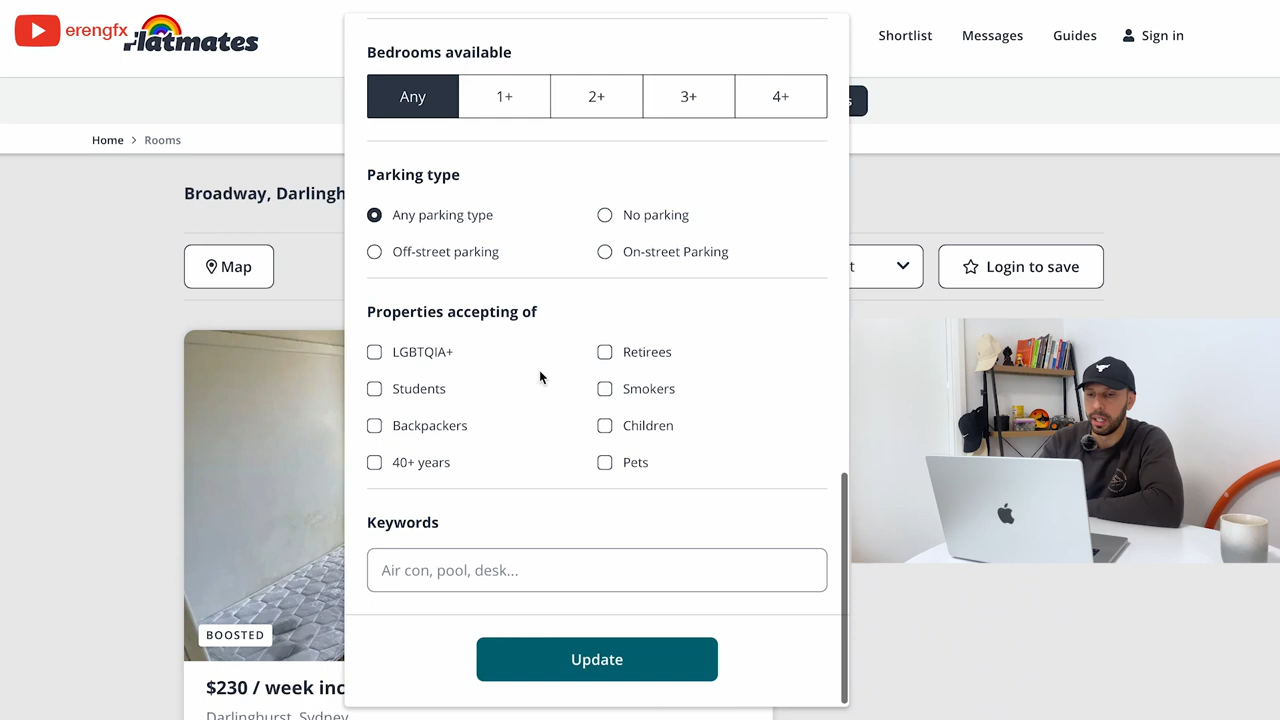 erengfx
Flatmates
Shortlist
Messages
Guides
Sign in
Home > Rooms
Broadway, Darlingh
Map
t
Login to save
BOOSTED
$230 / week inc
Darlinghurst, Sydney
Bedrooms available
Any 1+ 2+ 3+ 4+
Parking type
Any parking type
No parking
Off-street parking
On-street Parking
Properties accepting of
LGBTQIA+
Retirees
Students
Smokers
Backpackers
Children
40+ years
Pets
Keywords
Air con, pool, desk...
Update